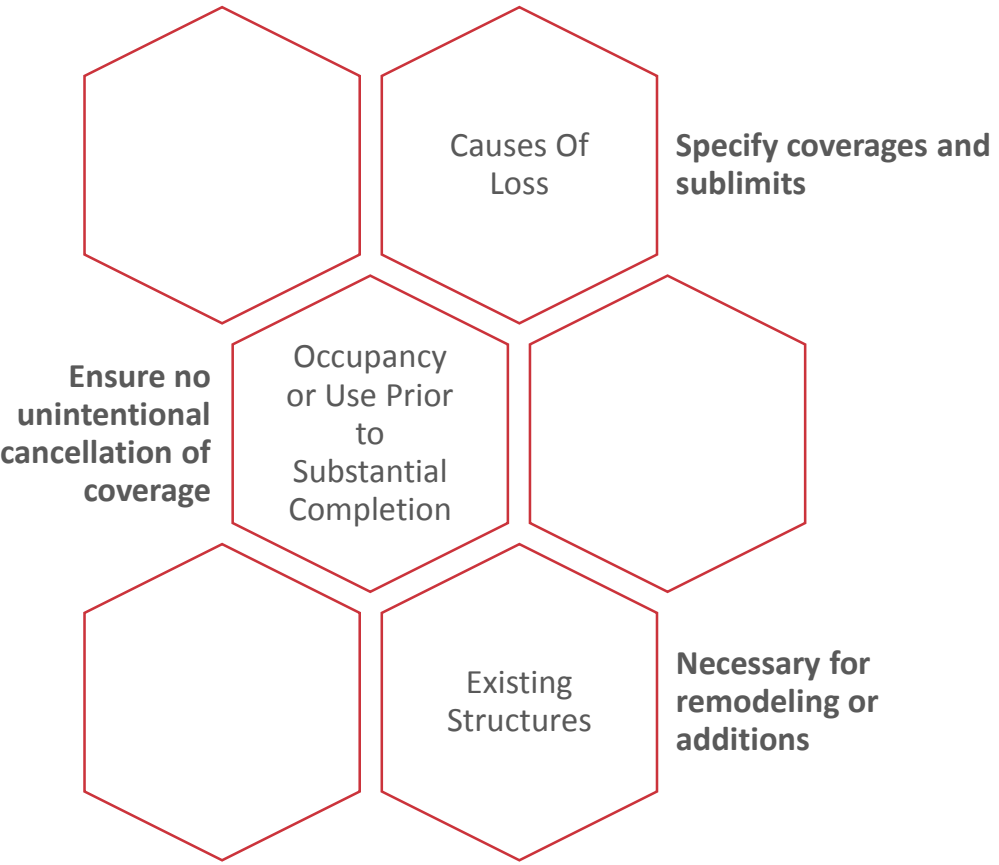 Causes Of
Loss
Specify coverages and
sublimits
Ensure no
unintentional
cancellation of
coverage
Occupancy
or Use Prior
to
Substantial
Completion
Existing
Structures
Necessary for
remodeling or
additions